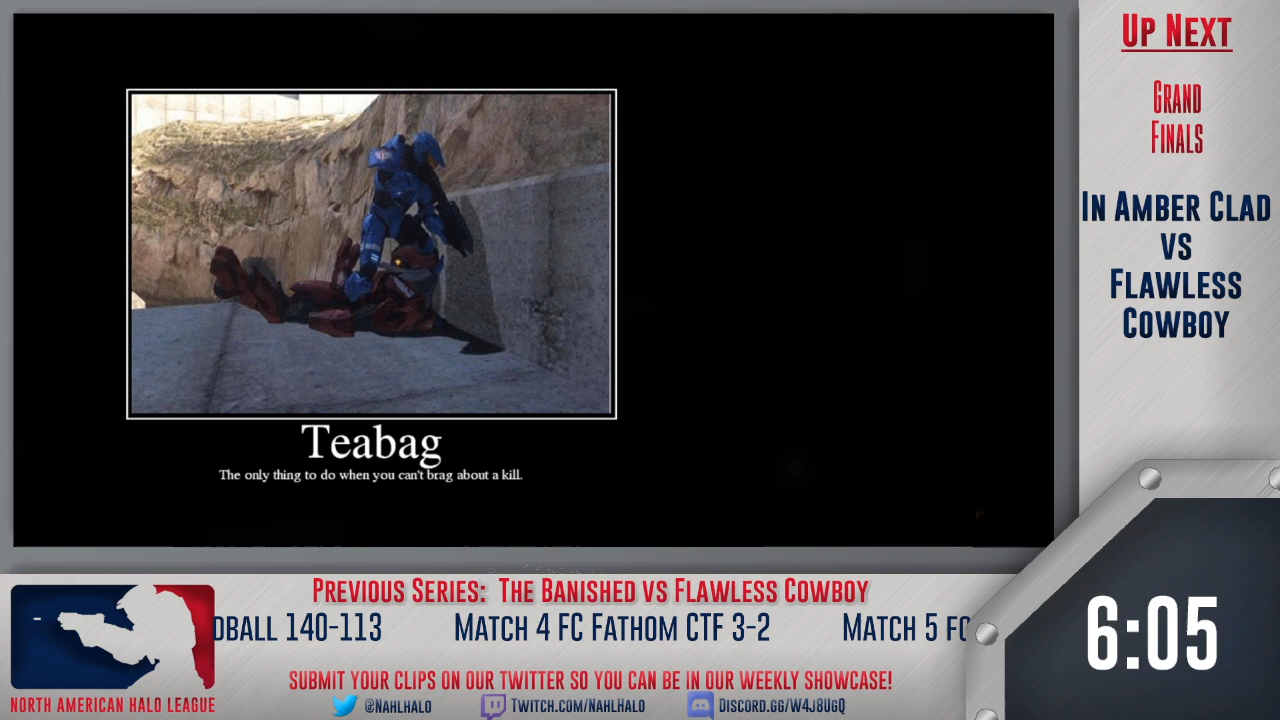 Up Next
Grand
Finals
In Amber Clad
vs
Flawless
Cowboy
Teabag
The only thing to do when you can't brag about a kill.
Previous Series: The Banished vs Flawless Cowboy
dball 140-113 Match 4 FC Fathom CTF 3-2 Match 5 FC
Submit your clips on our Twitter so you can be in our weekly showcase!
@NahlHalo Twitch.com/NahlHalo Discord.gg/W4J8UgQ
North American Halo League
6:05